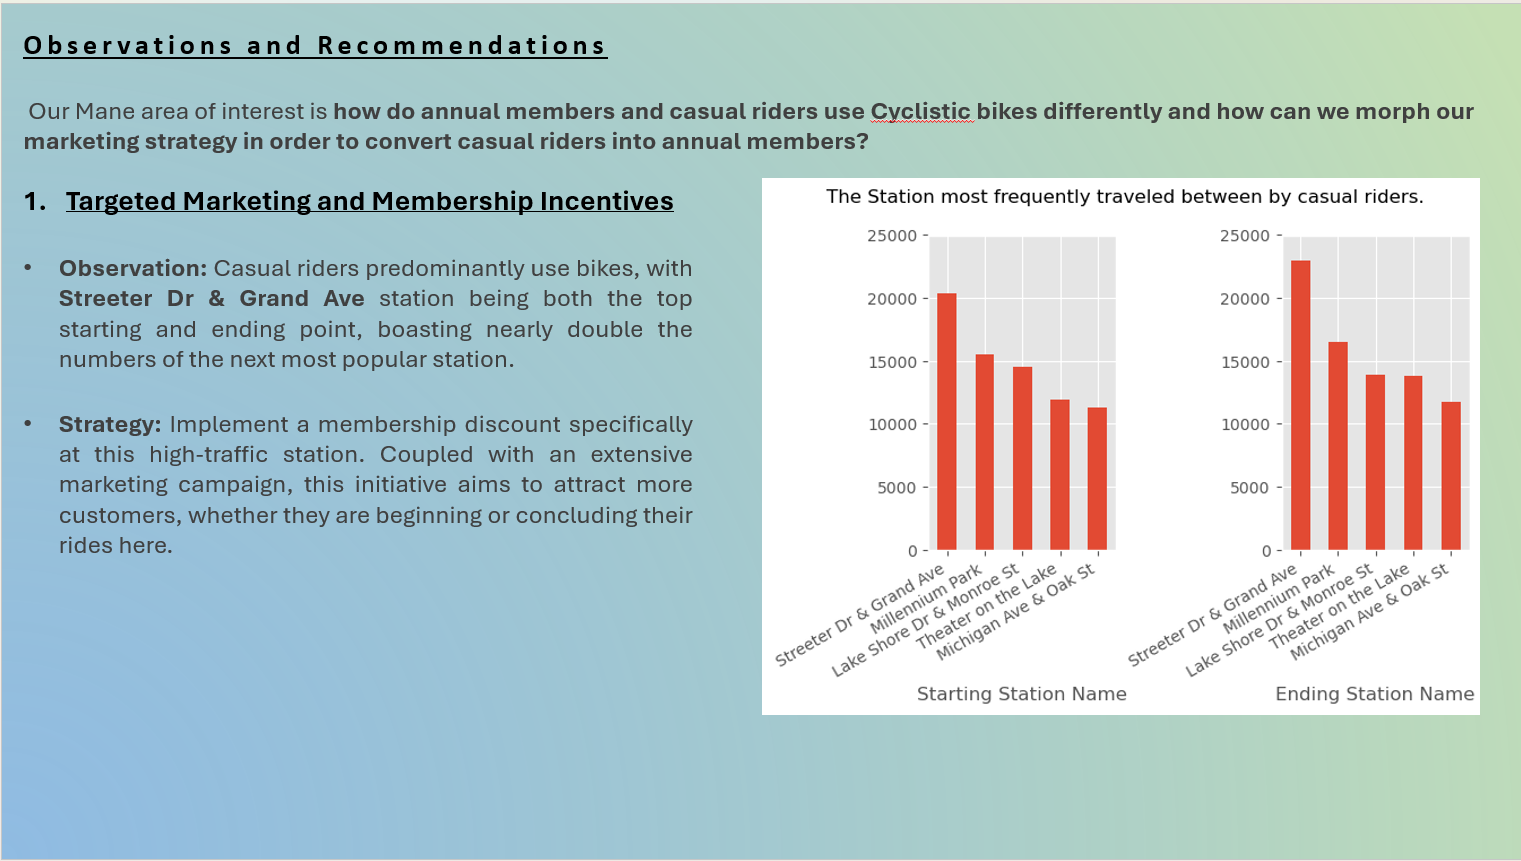 Observations and Recommendations
Our Mane area of interest is how do annual members and casual riders use Cyclistic bikes differently and how can we morph our
marketing strategy in order to convert casual riders into annual members?
1. Targeted Marketing and Membership Incentives
• Observation: Casual riders predominantly use bikes, with
Streeter Dr & Grand Ave station being both the top
starting and ending point, boasting nearly double the
numbers of the next most popular station.
• Strategy: Implement a membership discount specifically
at this high-traffic station. Coupled with an extensive
marketing campaign, this initiative aims to attract more
customers, whether they are beginning or concluding their
rides here.
The Station most frequently traveled between by casual riders.
25000
20000
15000
10000
5000
0
Streeter Dr & Grand Ave
Millennium Park
Lake Shore Dr & Monroe St
Theater on the Lake
Michigan Ave & Oak St
Starting Station Name
25000
20000
15000
10000
5000
0
Streeter Dr & Grand Ave
Millennium Park
Lake Shore Dr & Monroe St
Theater on the Lake
Michigan Ave & Oak St
Ending Station Name